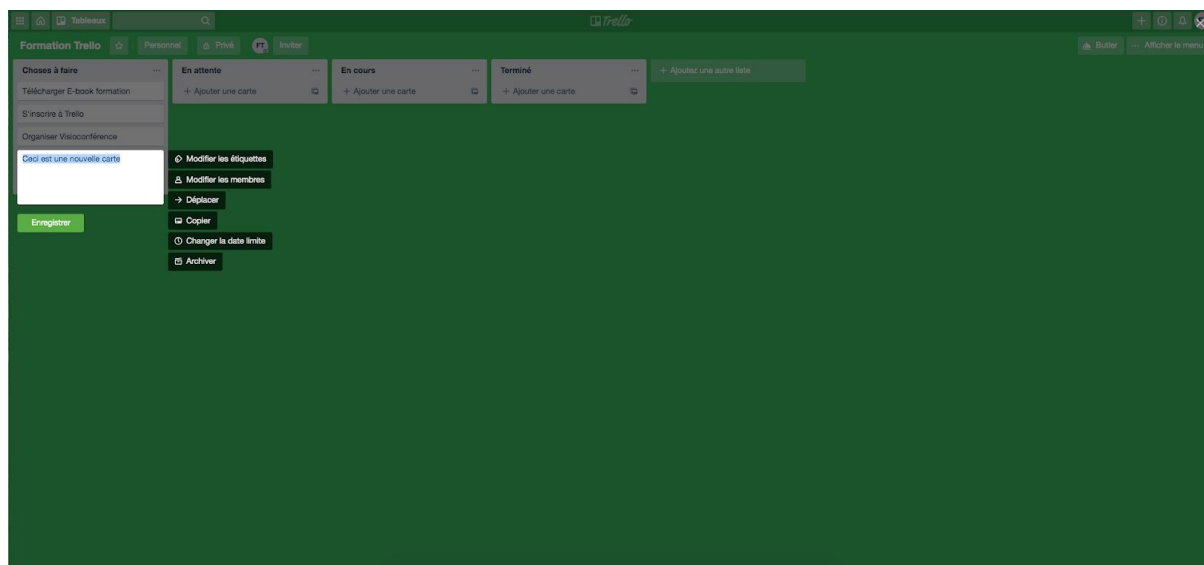 Tableaux
Trello
Formation Trello Personnel Privé FT Inviter Butler ··· Afficher le menu
Choses à faire ···
Télécharger E-book formation
S'inscrire à Trello
Organiser Visioconférence
Ceci est une nouvelle carte
Enregistrer
Modifier les étiquettes
Modifier les membres
→ Déplacer
Copier
Changer la date limite
Archiver
En attente ···
+ Ajouter une carte
En cours ···
+ Ajouter une carte
Terminé ···
+ Ajouter une carte
+ Ajoutez une autre liste